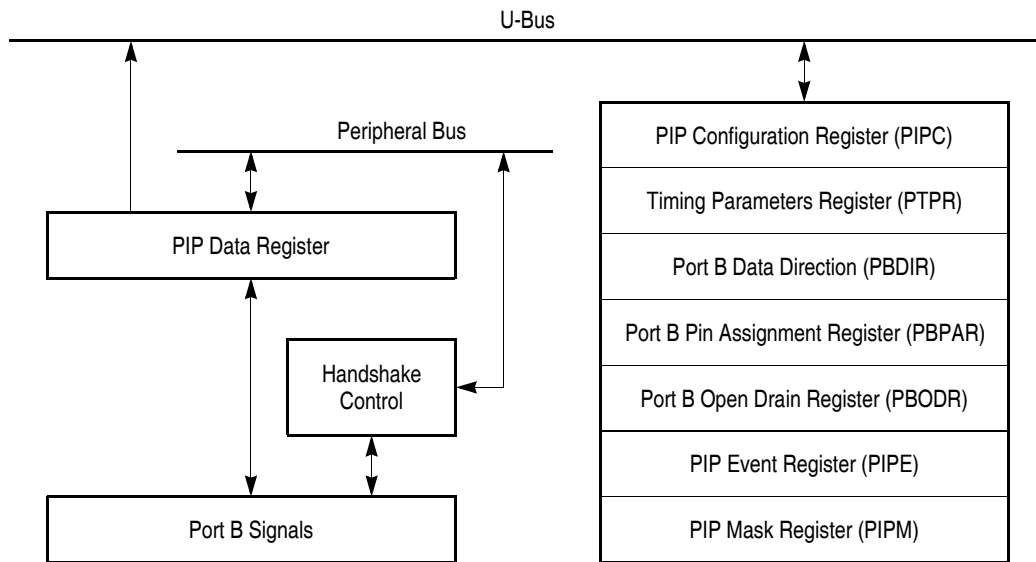 U-Bus
Peripheral Bus
PIP Data Register
Handshake
Control
Port B Signals
PIP Configuration Register (PIPC)
Timing Parameters Register (PTPR)
Port B Data Direction (PBDIR)
Port B Pin Assignment Register (PBPAR)
Port B Open Drain Register (PBODR)
PIP Event Register (PIPE)
PIP Mask Register (PIPM)